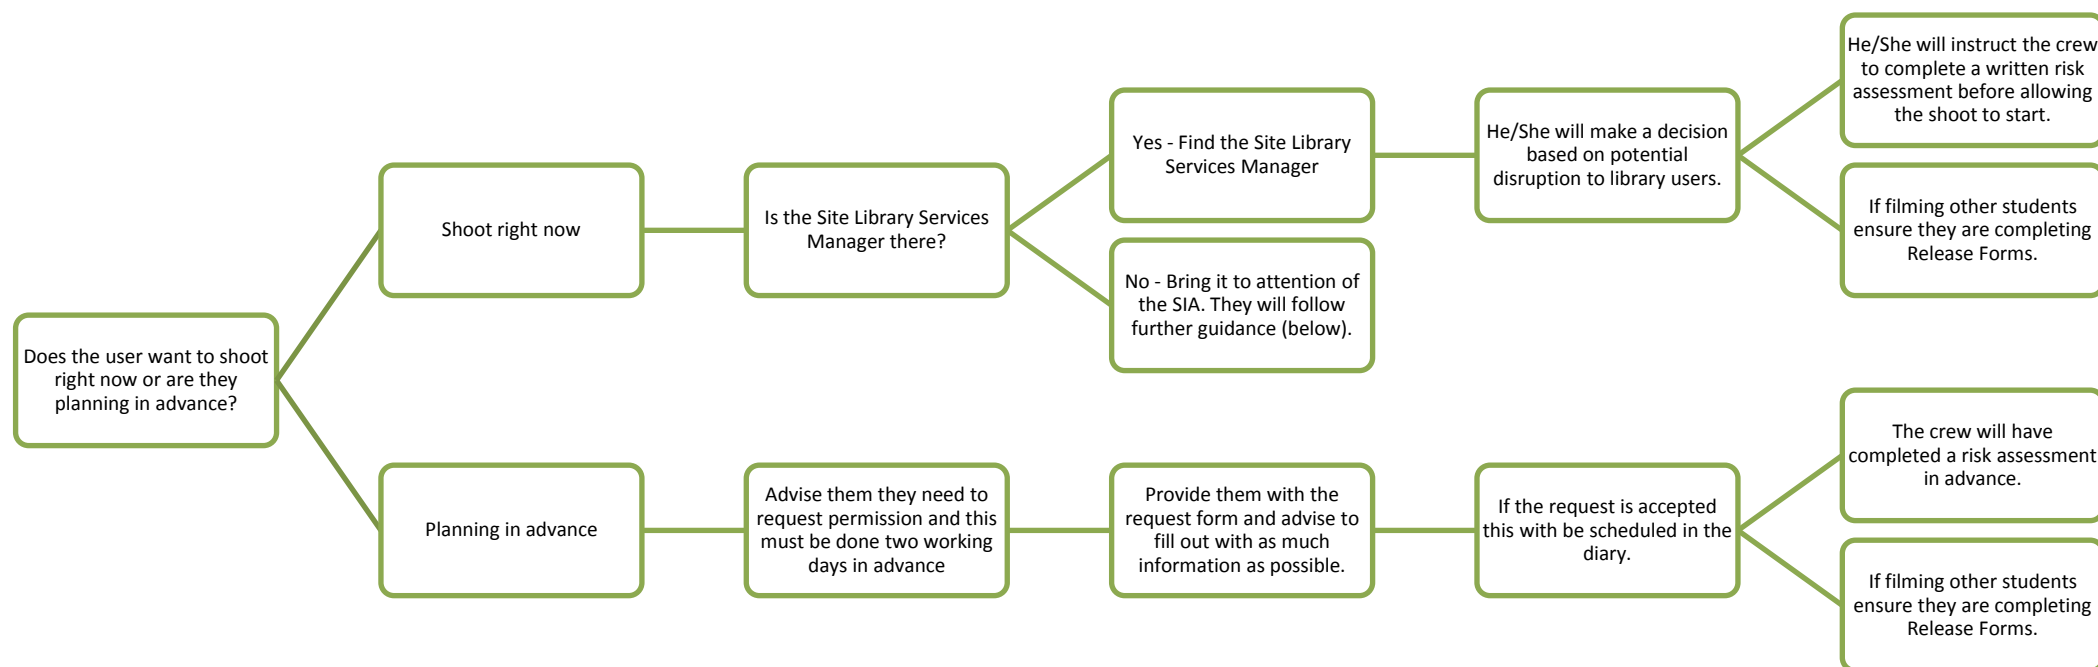 Does the user want to shoot
right now or are they
planning in advance?
Shoot right now
Is the Site Library Services
Manager there?
Yes - Find the Site Library
Services Manager
He/She will make a decision
based on potential
disruption to library users.
He/She will instruct the crew
to complete a written risk
assessment before allowing
the shoot to start.
If filming other students
ensure they are completing
Release Forms.
No - Bring it to attention of
the SIA. They will follow
further guidance (below).
Planning in advance
Advise them they need to
request permission and this
must be done two working
days in advance
Provide them with the
request form and advise to
fill out with as much
information as possible.
If the request is accepted
this with be scheduled in the
diary.
The crew will have
completed a risk assessment
in advance.
If filming other students
ensure they are completing
Release Forms.